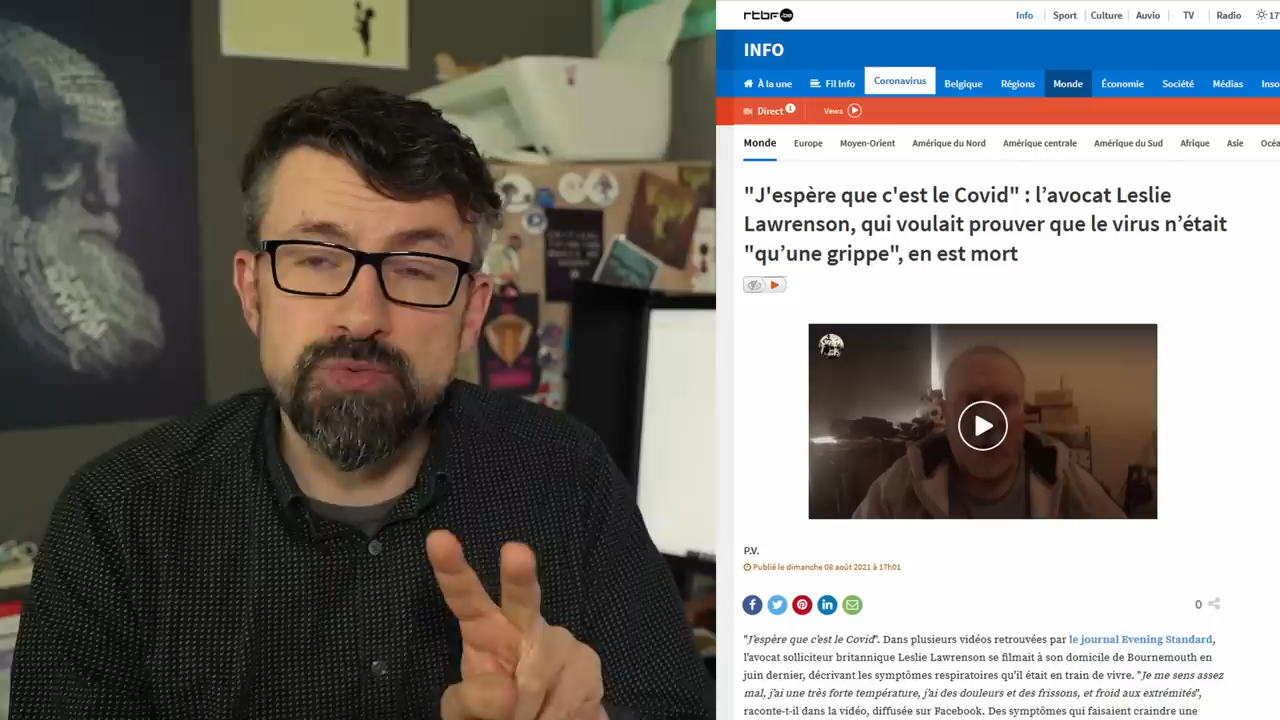 rtbf.be
Info
Sport
Culture
Auvio
TV
Radio
17
INFO
À la une
Fil Info
Coronavirus
Belgique
Régions
Monde
Économie
Société
Médias
Direct 1
Vews
Monde
Europe
Moyen-Orient
Amérique du Nord
Amérique centrale
Amérique du Sud
Afrique
Asie
"J'espère que c'est le Covid" : l’avocat Leslie
Lawrenson, qui voulait prouver que le virus n’était
"qu’une grippe", en est mort
P.V.
Publié le dimanche 08 août 2021 à 17h01
0
"J'espère que c'est le Covid". Dans plusieurs vidéos retrouvées par le journal Evening Standard,
l'avocat solliciteur britannique Leslie Lawrenson se filmait à son domicile de Bournemouth en
juin dernier, décrivant les symptômes respiratoires qu'il était en train de vivre. "Je me sens assez
mal, j'ai une très forte température, j'ai des douleurs et des frissons, et froid aux extrémités",
raconte-t-il dans la vidéo, diffusée sur Facebook. Des symptômes qui faisaient craindre une